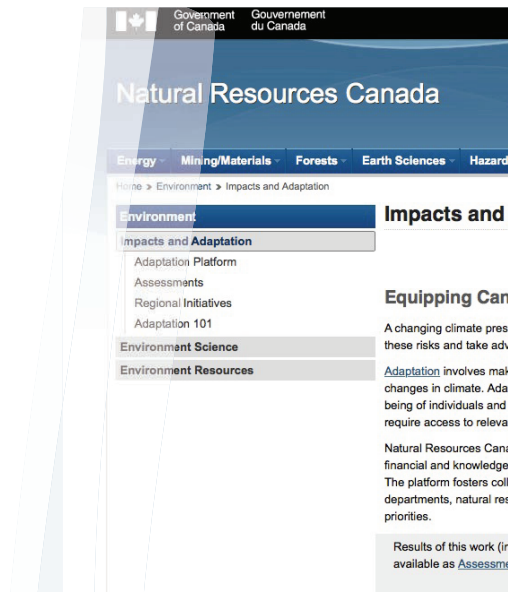 Government Gouvernement
of Canada du Canada
Natural Resources Canada
Energy Mining/Materials Forests Earth Sciences Hazard
Home > Environment > Impacts and Adaptation
Environment
Impacts and Adaptation
Adaptation Platform
Assessments
Regional Initiatives
Adaptation 101
Environment Science
Environment Resources
Impacts and
Equipping Can
A changing climate pres
these risks and take adv
Adaptation involves mak
changes in climate. Ada
being of individuals and
require access to releva
Natural Resources Cana
financial and knowledge
The platform fosters coll
departments, natural res
priorities.
Results of this work (in
available as Assessme